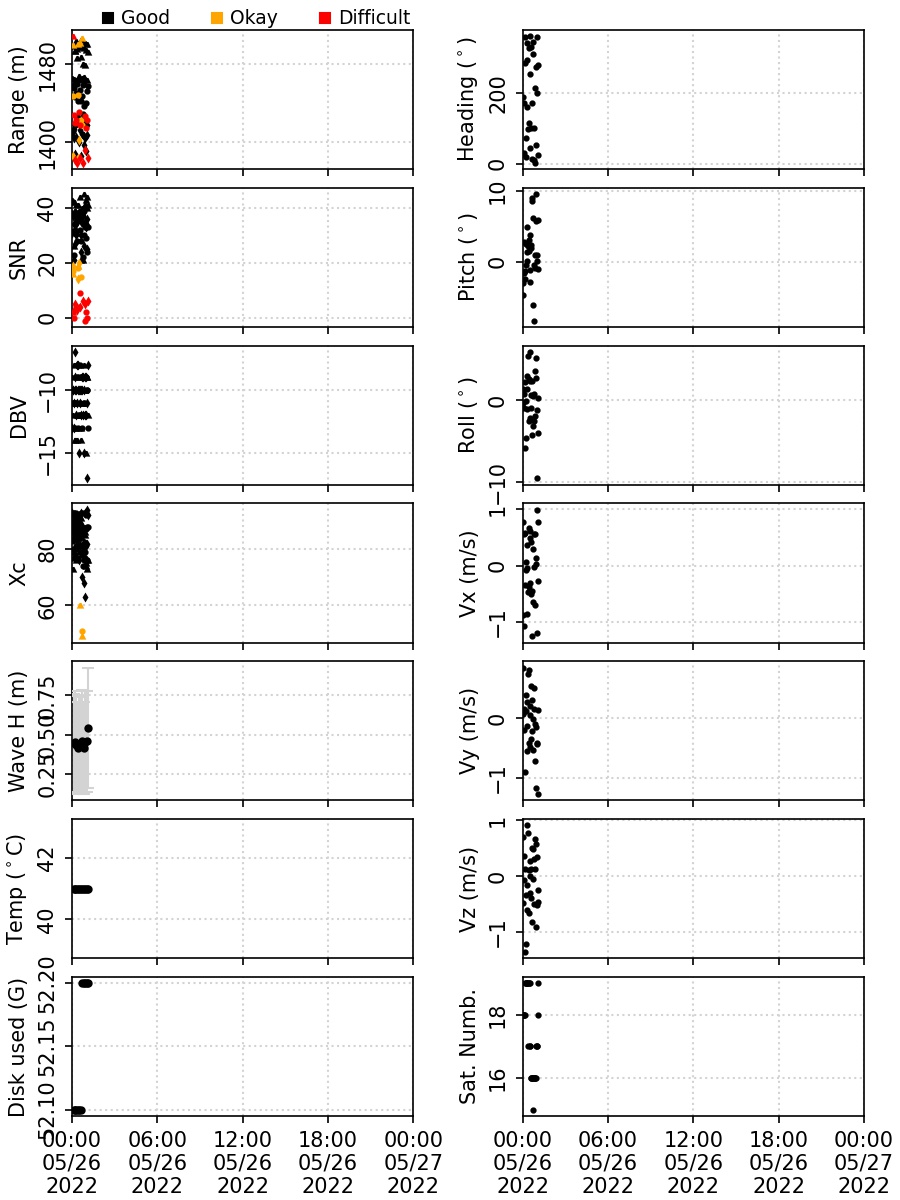 Good Okay Difficult
Range (m)
1480
1400
Heading (°)
200
0
SNR
40
20
0
Pitch (°)
10
0
DBV
−10
−15
Roll (°)
0
−10
Xc
80
60
Vx (m/s)
1
0
−1
Wave H (m)
0.75
0.50
0.25
Vy (m/s)
0
−1
Temp (°C)
42
40
Vz (m/s)
1
0
−1
Disk used (G)
52.20
52.15
52.10
Sat. Numb.
18
16
00:00 06:00 12:00 18:00 00:00
05/26 05/26 05/26 05/26 05/27
2022 2022 2022 2022 2022
00:00 06:00 12:00 18:00 00:00
05/26 05/26 05/26 05/26 05/27
2022 2022 2022 2022 2022